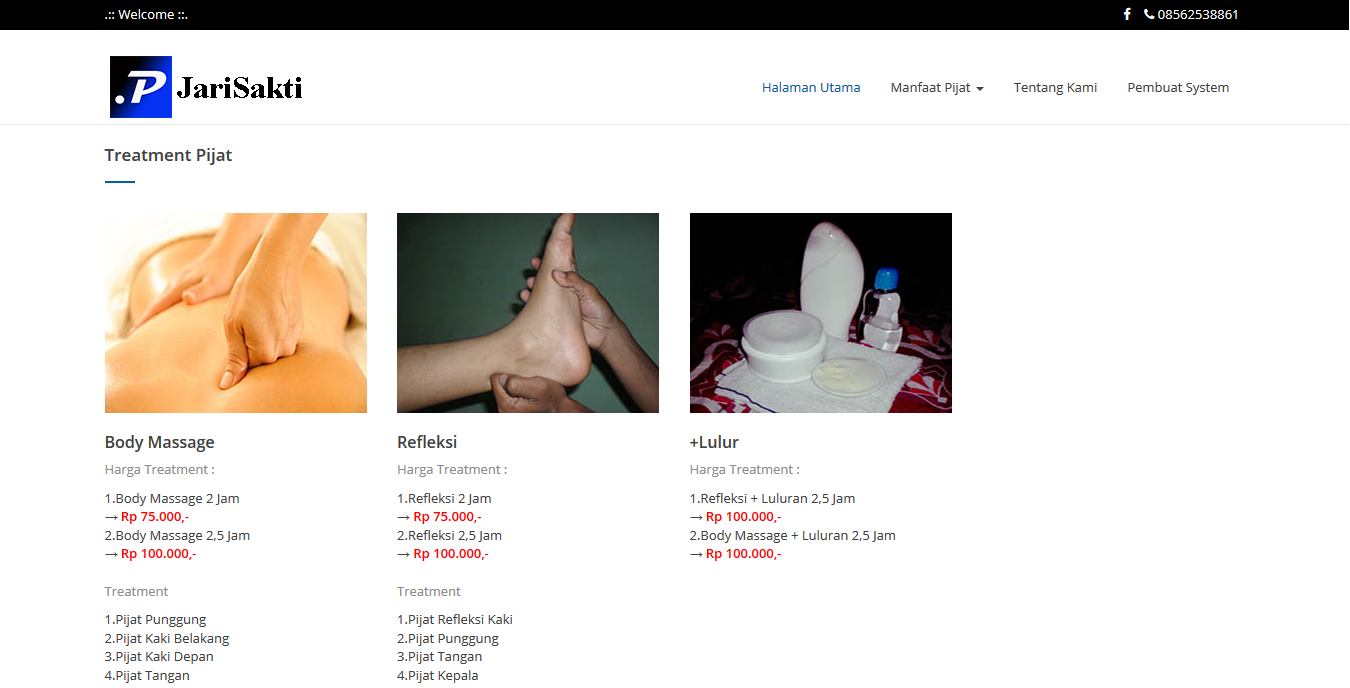 .:: Welcome ::.
08562538861
.P JariSakti
Halaman Utama
Manfaat Pijat
Tentang Kami
Pembuat System
Treatment Pijat
Body Massage
Harga Treatment :
1.Body Massage 2 Jam
→ Rp 75.000,-
2.Body Massage 2,5 Jam
→ Rp 100.000,-
Treatment
1.Pijat Punggung
2.Pijat Kaki Belakang
3.Pijat Kaki Depan
4.Pijat Tangan
Refleksi
Harga Treatment :
1.Refleksi 2 Jam
→ Rp 75.000,-
2.Refleksi 2,5 Jam
→ Rp 100.000,-
Treatment
1.Pijat Refleksi Kaki
2.Pijat Punggung
3.Pijat Tangan
4.Pijat Kepala
+Lulur
Harga Treatment :
1.Refleksi + Luluran 2,5 Jam
→ Rp 100.000,-
2.Body Massage + Luluran 2,5 Jam
→ Rp 100.000,-